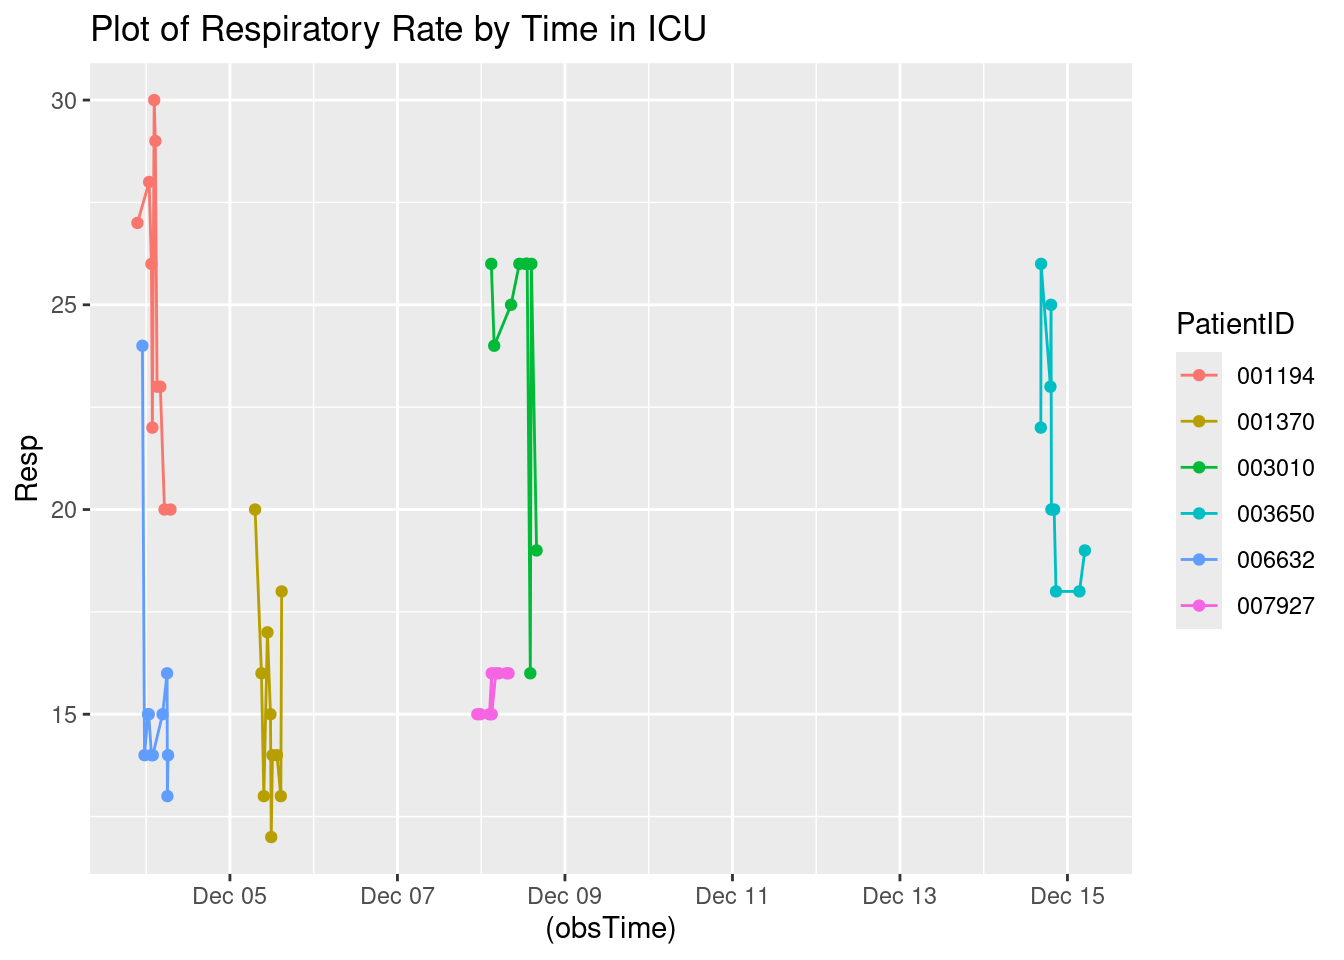 Plot of Respiratory Rate by Time in ICU
30
25
20
15
Resp
Dec 05 Dec 07 Dec 09 Dec 11 Dec 13 Dec 15
(obsTime)
PatientID
001194
001370
003010
003650
006632
007927